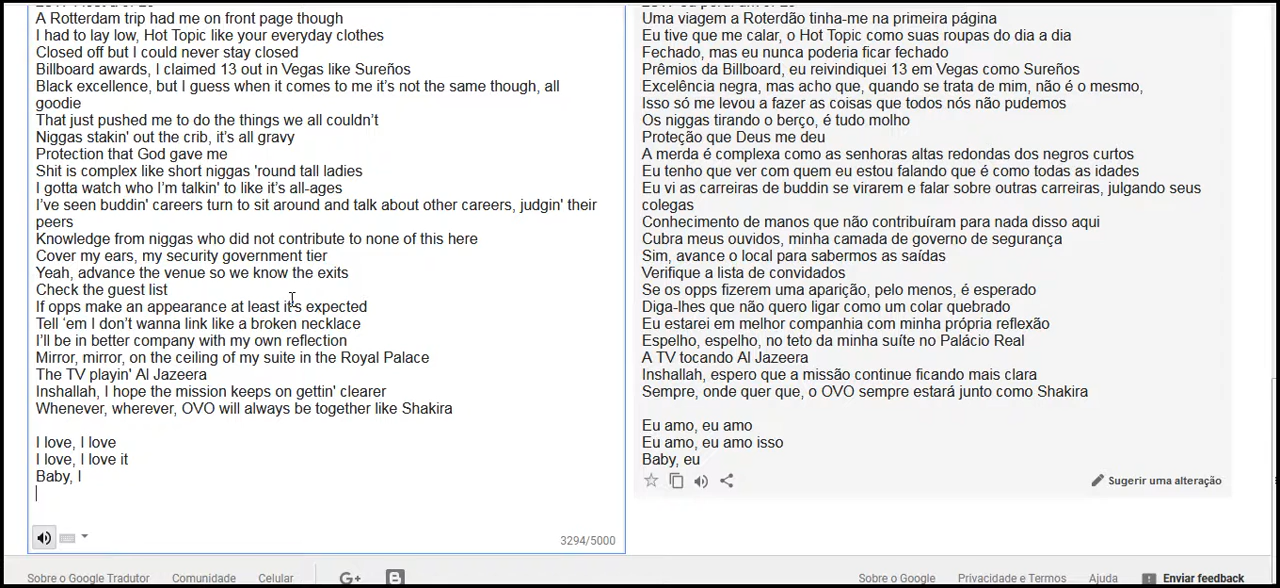 A Rotterdam trip had me on front page though
I had to lay low, Hot Topic like your everyday clothes
Closed off but I could never stay closed
Billboard awards, I claimed 13 out in Vegas like Sureños
Black excellence, but I guess when it comes to me it’s not the same though, all
goodie
That just pushed me to do the things we all couldn’t
Niggas stakin' out the crib, it’s all gravy
Protection that God gave me
Shit is complex like short niggas 'round tall ladies
I gotta watch who I’m talkin' to like it’s all-ages
I’ve seen buddin' careers turn to sit around and talk about other careers, judgin' their
peers
Knowledge from niggas who did not contribute to none of this here
Cover my ears, my security government tier
Yeah, advance the venue so we know the exits
Check the guest list
If opps make an appearance at least it’s expected
Tell ‘em I don’t wanna link like a broken necklace
I’ll be in better company with my own reflection
Mirror, mirror, on the ceiling of my suite in the Royal Palace
The TV playin' Al Jazeera
Inshallah, I hope the mission keeps on gettin' clearer
Whenever, wherever, OVO will always be together like Shakira
I love, I love
I love, I love it
Baby, I
3294/5000
Uma viagem a Roterdão tinha-me na primeira página
Eu tive que me calar, o Hot Topic como suas roupas do dia a dia
Fechado, mas eu nunca poderia ficar fechado
Prêmios da Billboard, eu reivindiquei 13 em Vegas como Sureños
Excelência negra, mas acho que, quando se trata de mim, não é o mesmo,
Isso só me levou a fazer as coisas que todos nós não pudemos
Os niggas tirando o berço, é tudo molho
Proteção que Deus me deu
A merda é complexa como as senhoras altas redondas dos negros curtos
Eu tenho que ver com quem eu estou falando que é como todas as idades
Eu vi as carreiras de buddin se virarem e falar sobre outras carreiras, julgando seus
colegas
Conhecimento de manos que não contribuíram para nada disso aqui
Cubra meus ouvidos, minha camada de governo de segurança
Sim, avance o local para sabermos as saídas
Verifique a lista de convidados
Se os opps fizerem uma aparição, pelo menos, é esperado
Diga-lhes que não quero ligar como um colar quebrado
Eu estarei em melhor companhia com minha própria reflexão
Espelho, espelho, no teto da minha suíte no Palácio Real
A TV tocando Al Jazeera
Inshallah, espero que a missão continue ficando mais clara
Sempre, onde quer que, o OVO sempre estará junto como Shakira
Eu amo, eu amo
Eu amo, eu amo isso
Baby, eu
Sugerir uma alteração
Sobre o Google Tradutor Comunidade Celular G+
Sobre o Google Privacidade e Termos Ajuda Enviar feedback